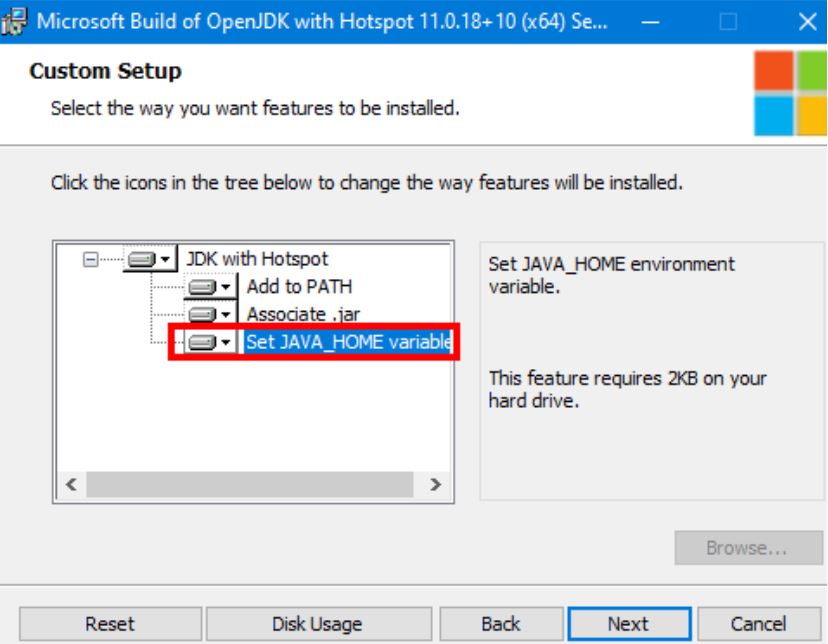 Microsoft Build of OpenJDK with Hotspot 11.0.18+10 (x64) Se...
Custom Setup
Select the way you want features to be installed.
Click the icons in the tree below to change the way features will be installed.
JDK with Hotspot
Add to PATH
Associate .jar
Set JAVA_HOME variable
Set JAVA_HOME environment
variable.
This feature requires 2KB on your
hard drive.
Browse...
Reset
Disk Usage
Back
Next
Cancel